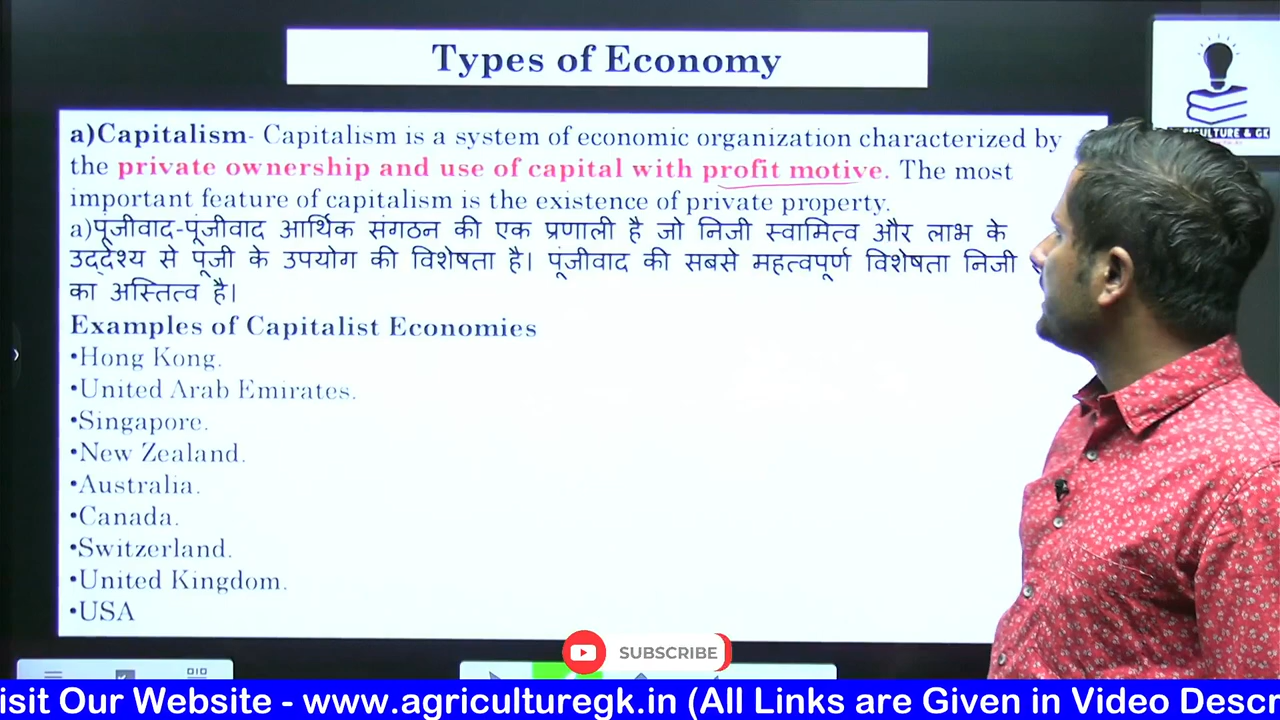 Types of Economy
a)Capitalism- Capitalism is a system of economic organization characterized by
the private ownership and use of capital with profit motive. The most
important feature of capitalism is the existence of private property.
a)पूंजीवाद-पूंजीवाद आर्थिक संगठन की एक प्रणाली है जो निजी स्वामित्व और लाभ के
उद्देश्य से पूंजी के उपयोग की विशेषता है। पूंजीवाद की सबसे महत्वपूर्ण विशेषता निजी
का अस्तित्व है।
Examples of Capitalist Economies
•Hong Kong.
•United Arab Emirates.
•Singapore.
•New Zealand.
•Australia.
•Canada.
•Switzerland.
•United Kingdom.
•USA
& GK
SUBSCRIBE
isit Our Website - www.agriculturegk.in (All Links are Given in Video Descr